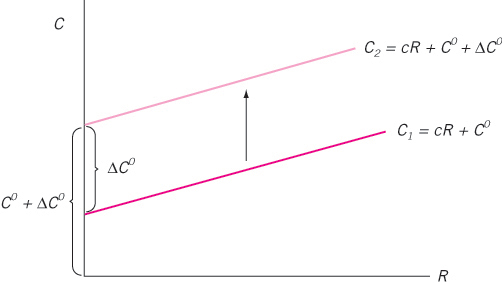 C
C₂ = cR + C⁰ + ΔC⁰
C₁ = cR + C⁰
ΔC⁰
C⁰ + ΔC⁰
R